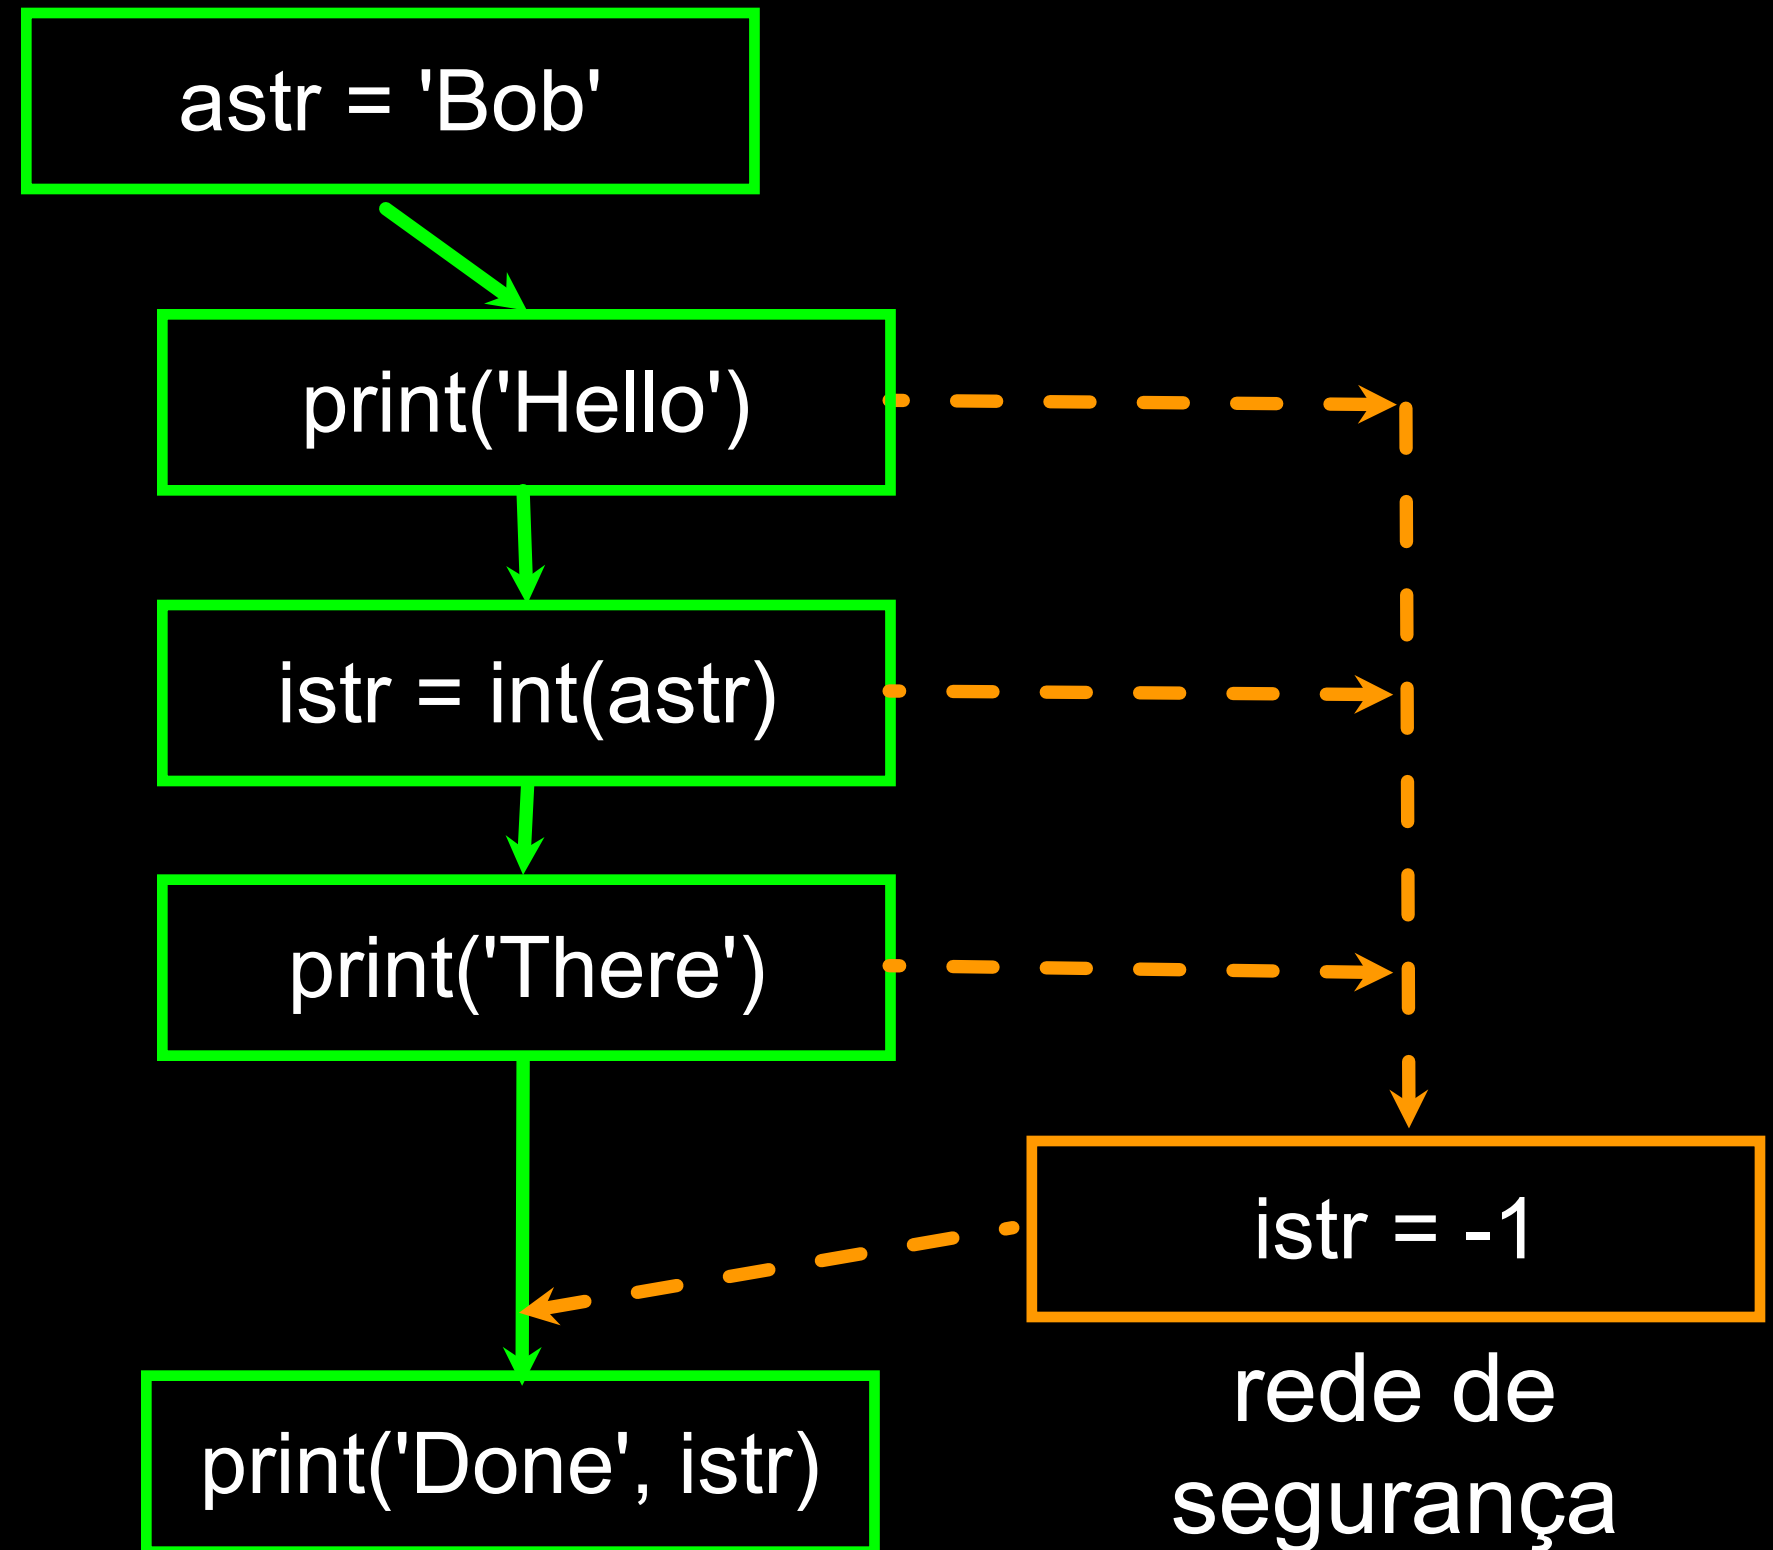 astr = 'Bob'
print('Hello')
istr = int(astr)
print('There')
istr = -1
rede de
segurança
print('Done', istr)